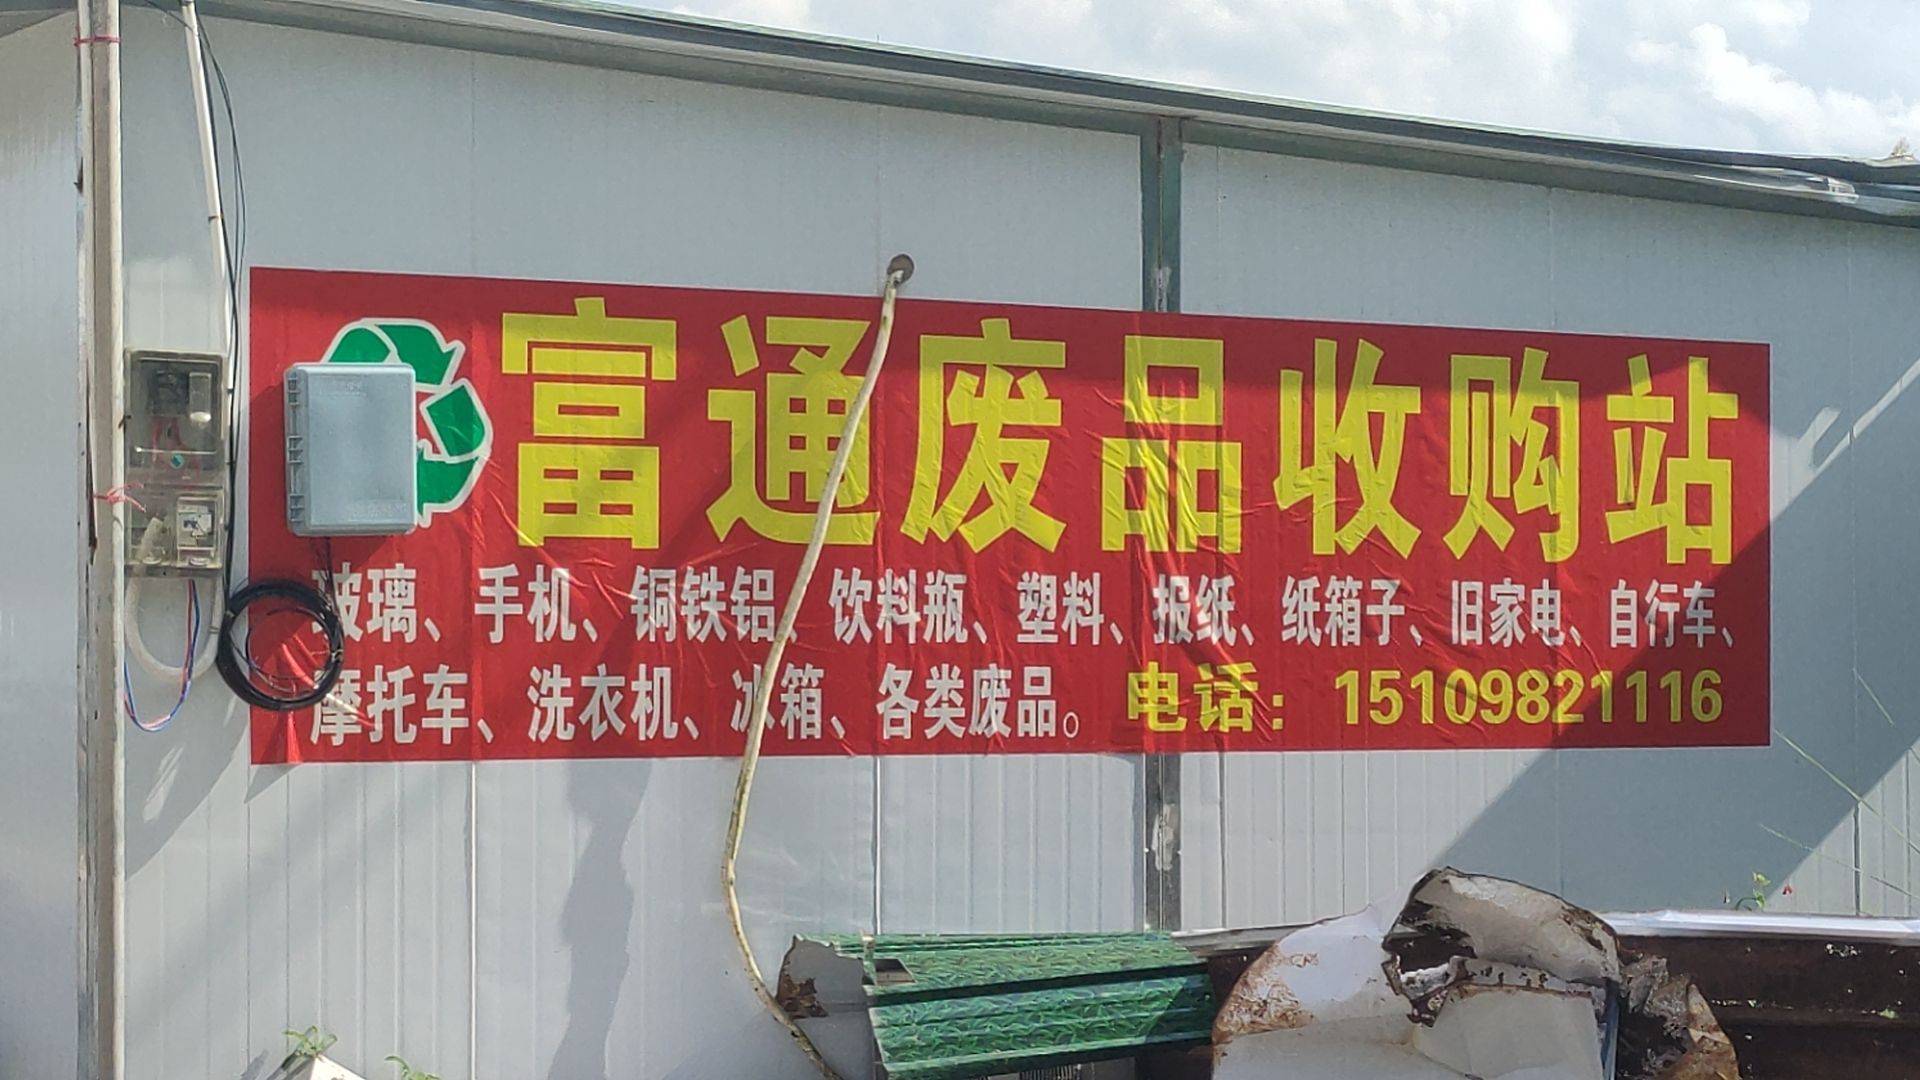 富通废品收购站
玻璃、手机、铜铁铝、饮料瓶、塑料、报纸、纸箱子、旧家电、自行车、
摩托车、洗衣机、冰箱、各类废品。电话：15109821116